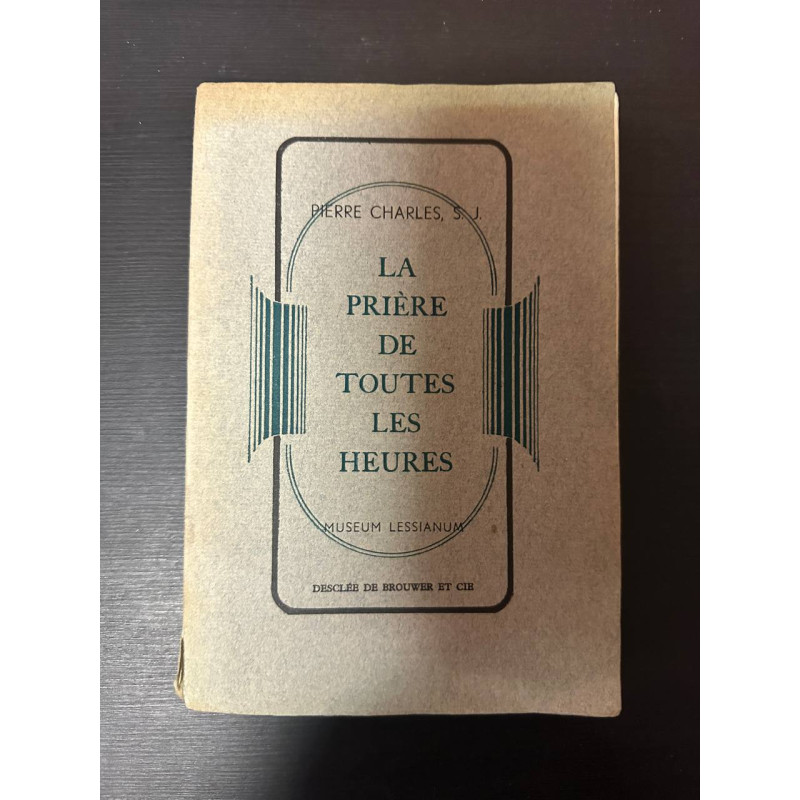 PIERRE CHARLES, S. J.
LA
PRIÈRE
DE
TOUTES
LES
HEURES
MUSEUM LESSIANUM
DESCLÉE DE BROUWER ET CIE